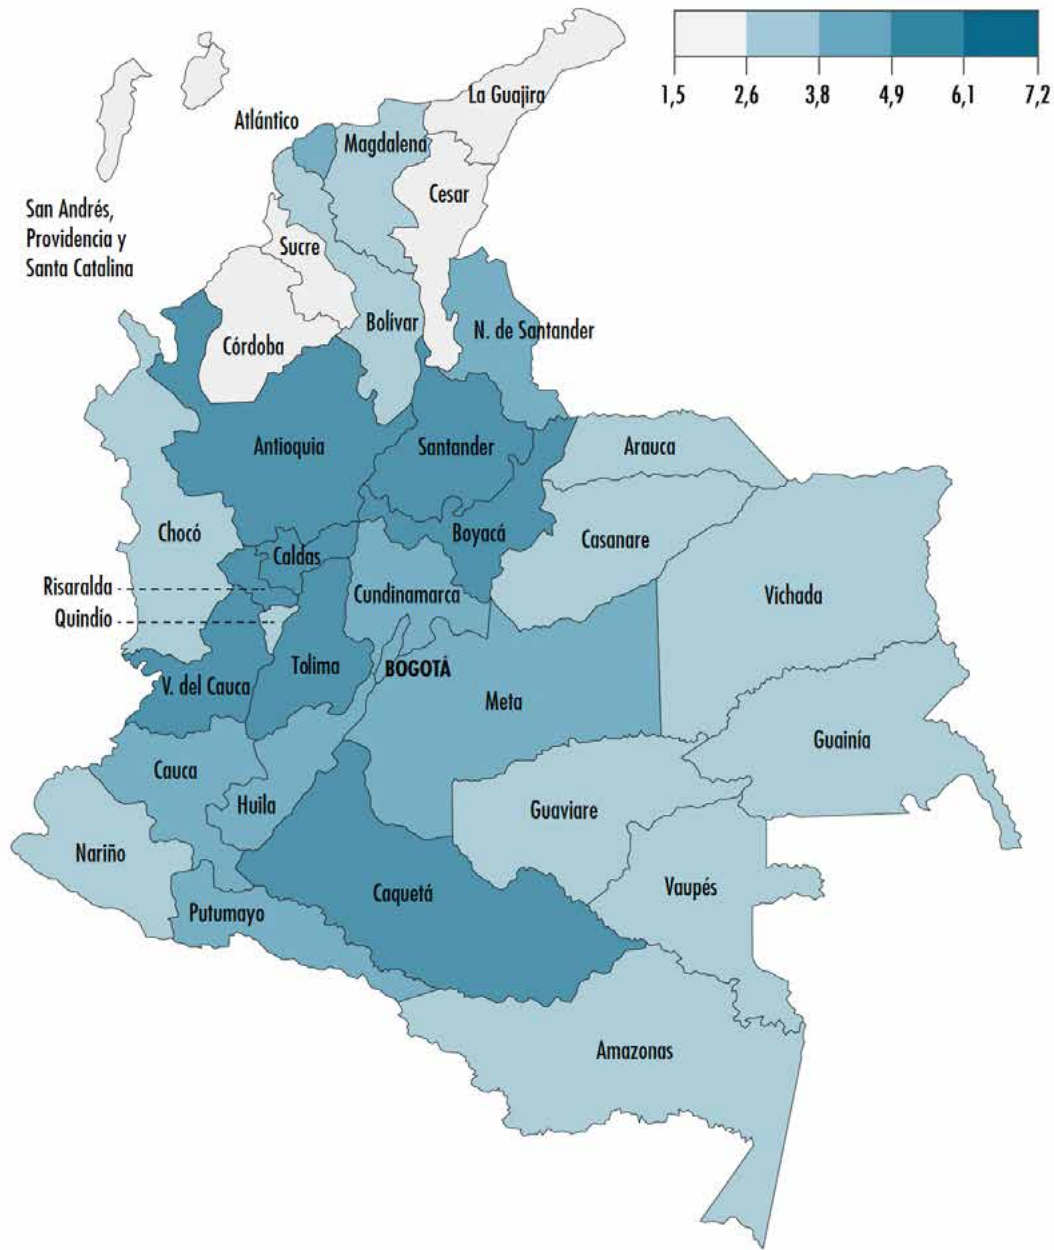 1,5 2,6 3,8 4,9 6,1 7,2
La Guajira
Atlántico
Magdalena
Cesar
San Andrés,
Providencia y
Santa Catalina
Sucre
Bolívar
N. de Santander
Córdoba
Antioquia
Santander
Arauca
Chocó
Boyacá
Casanare
Caldas
Risaralda
Cundinamarca
Vichada
Quindío
Tolima
BOGOTÁ
V. del Cauca
Meta
Guainía
Cauca
Huila
Guaviare
Nariño
Vaupés
Caquetá
Putumayo
Amazonas